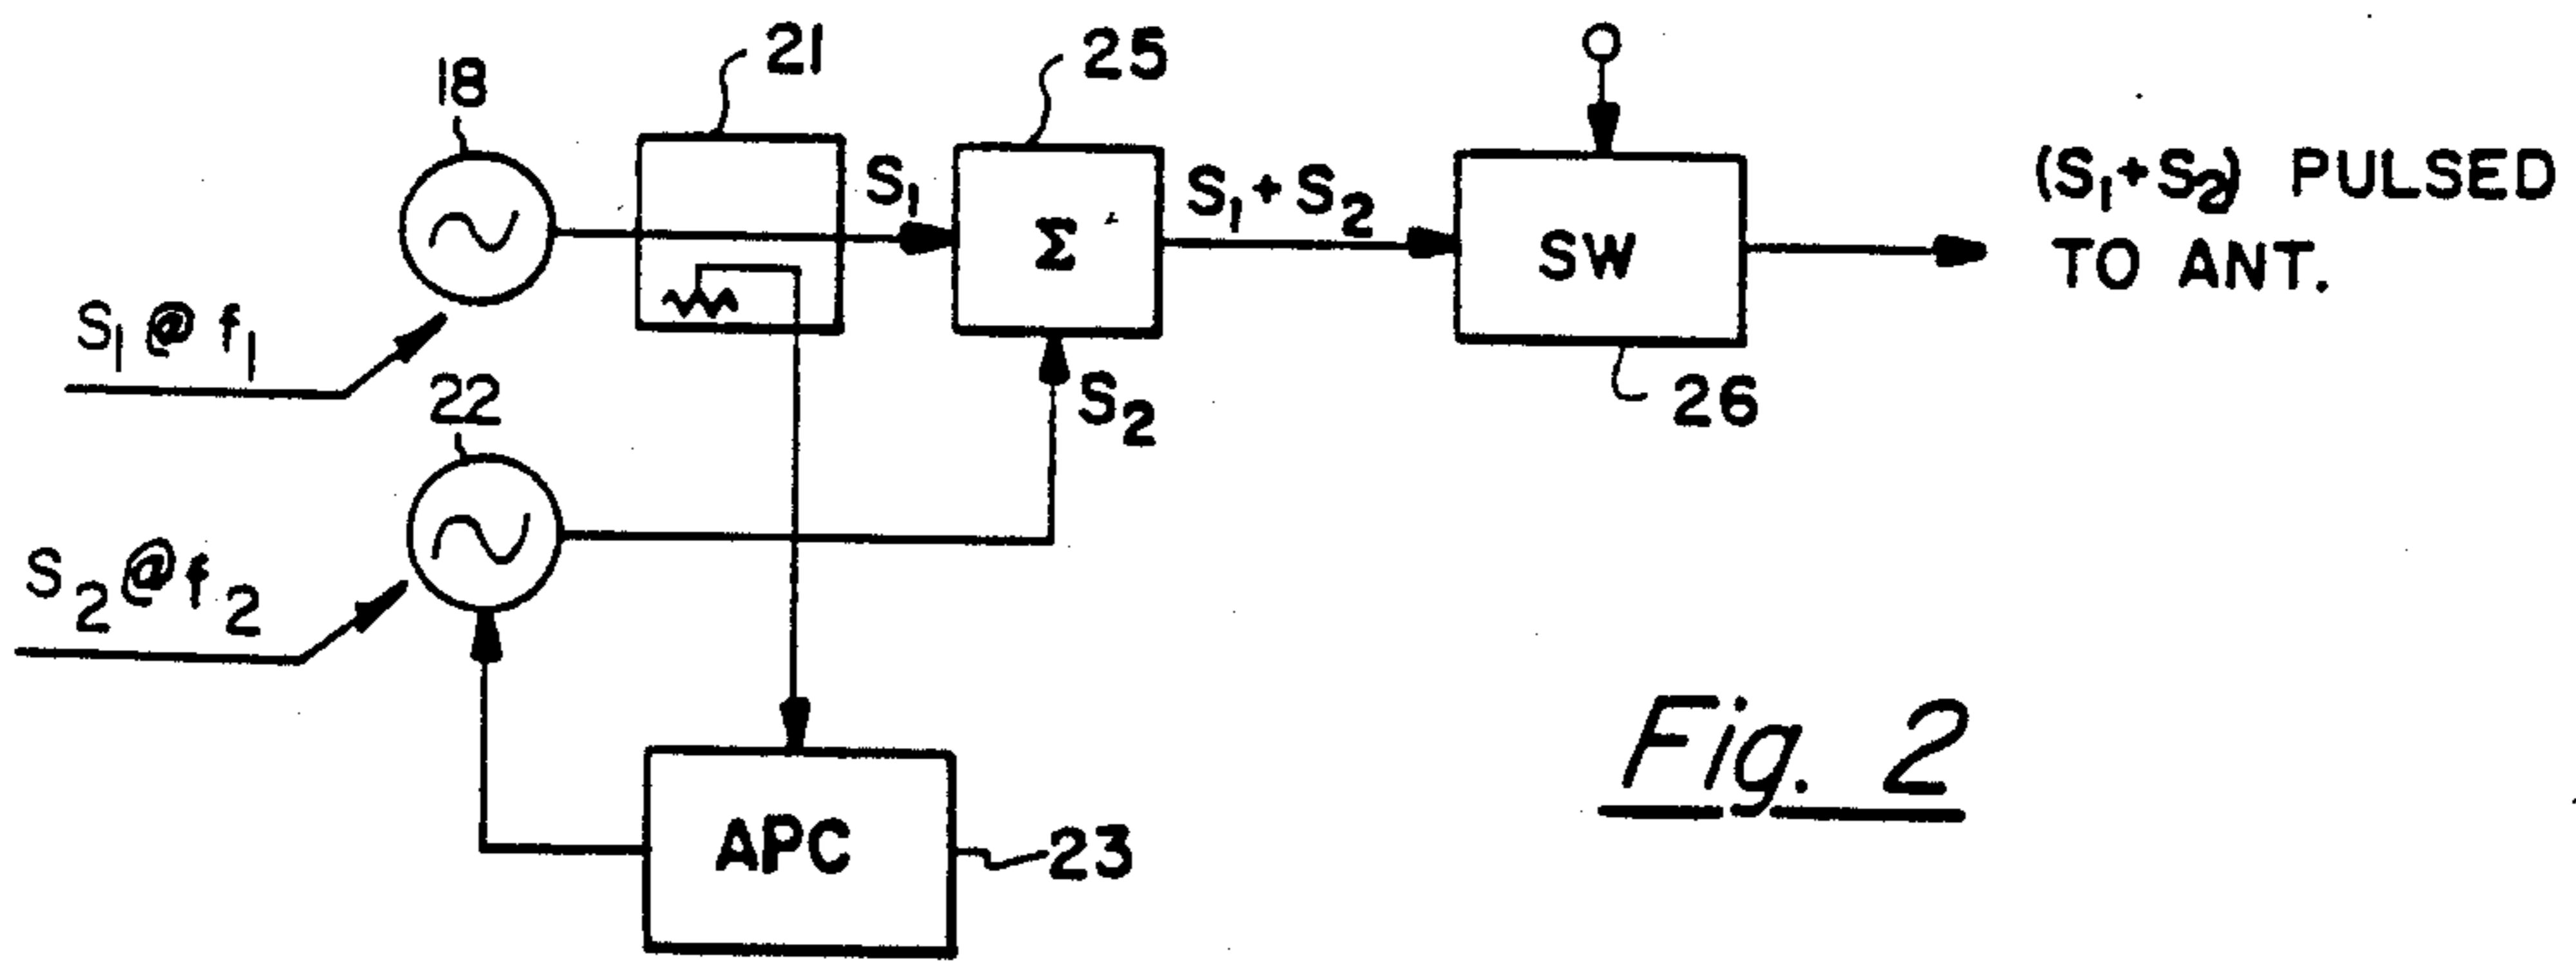 21
25
18
S₁
S₁ + S₂
(S₁+S₂) PULSED
TO ANT.
Σ
SW
S₁ @ f₁
22
S₂
26
S₂ @ f₂
APC
23
Fig. 2